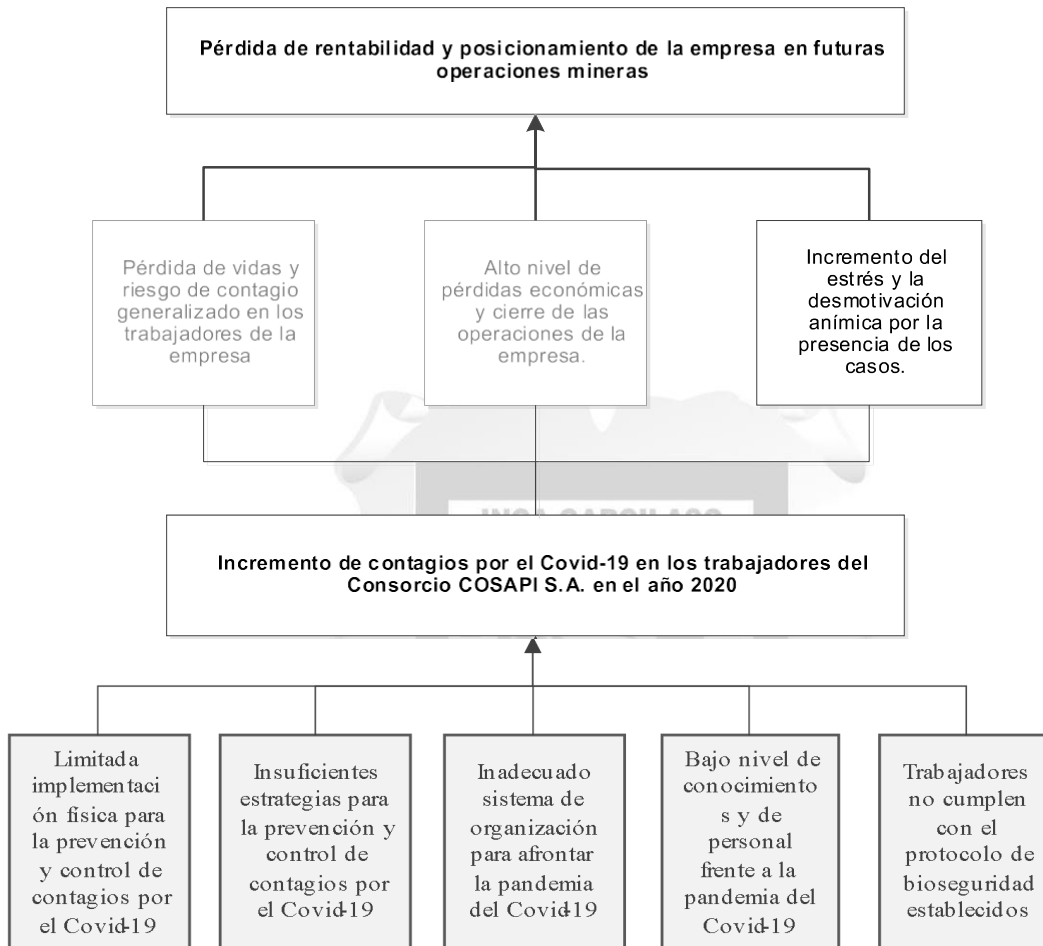 Pérdida de rentabilidad y posicionamiento de la empresa en futuras
operaciones mineras
Pérdida de vidas y
riesgo de contagio
generalizado en los
trabajadores de la
empresa
Alto nivel de
pérdidas económicas
y cierre de las
operaciones de la
empresa.
Incremento del
estrés y la
desmotivación
anímica por la
presencia de los
casos.
Incremento de contagios por el Covid-19 en los trabajadores del
Consorcio COSAPI S.A. en el año 2020
Limitada
implementaci
ón física para
la prevención
y control de
contagios por
el Covid-19
Insuficientes
estrategias para
la prevención y
control de
contagios por
el Covid-19
Inadecuado
sistema de
organización
para afrontar
la pandemia
del Covid-19
Bajo nivel de
conocimiento
s y de
personal
frente a la
pandemia del
Covid-19
Trabajadores
no cumplen
con el
protocolo de
bioseguridad
establecidos